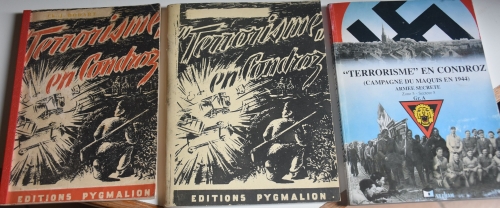 Terrorisme
en Condroz
EDITIONS PYGMALION
"Terrorisme"
en Condroz
EDITIONS PYGMALION
"TERRORISME" EN CONDROZ
(CAMPAGNE DU MAQUIS EN 1944)
ARMÉE SECRÈTE